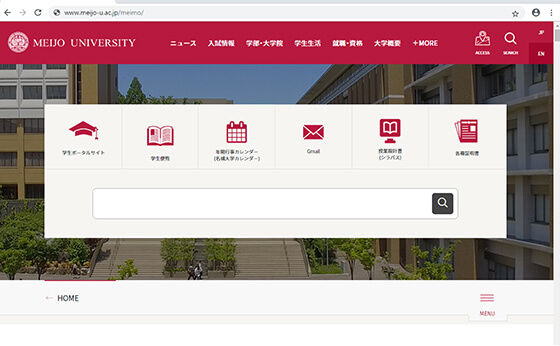 www.meijo-u.ac.jp/meimo/
MEIJO UNIVERSITY
ニュース 入試情報 学部・大学院 学生生活 就職・資格 大学概要 +MORE
ACCESS
SEARCH
JP
EN
学生ポータルサイト
学生便覧
年間行事カレンダー
(名城大学カレンダー)
Gmail
授業設計書
(シラバス)
各種証明書
← HOME
MENU